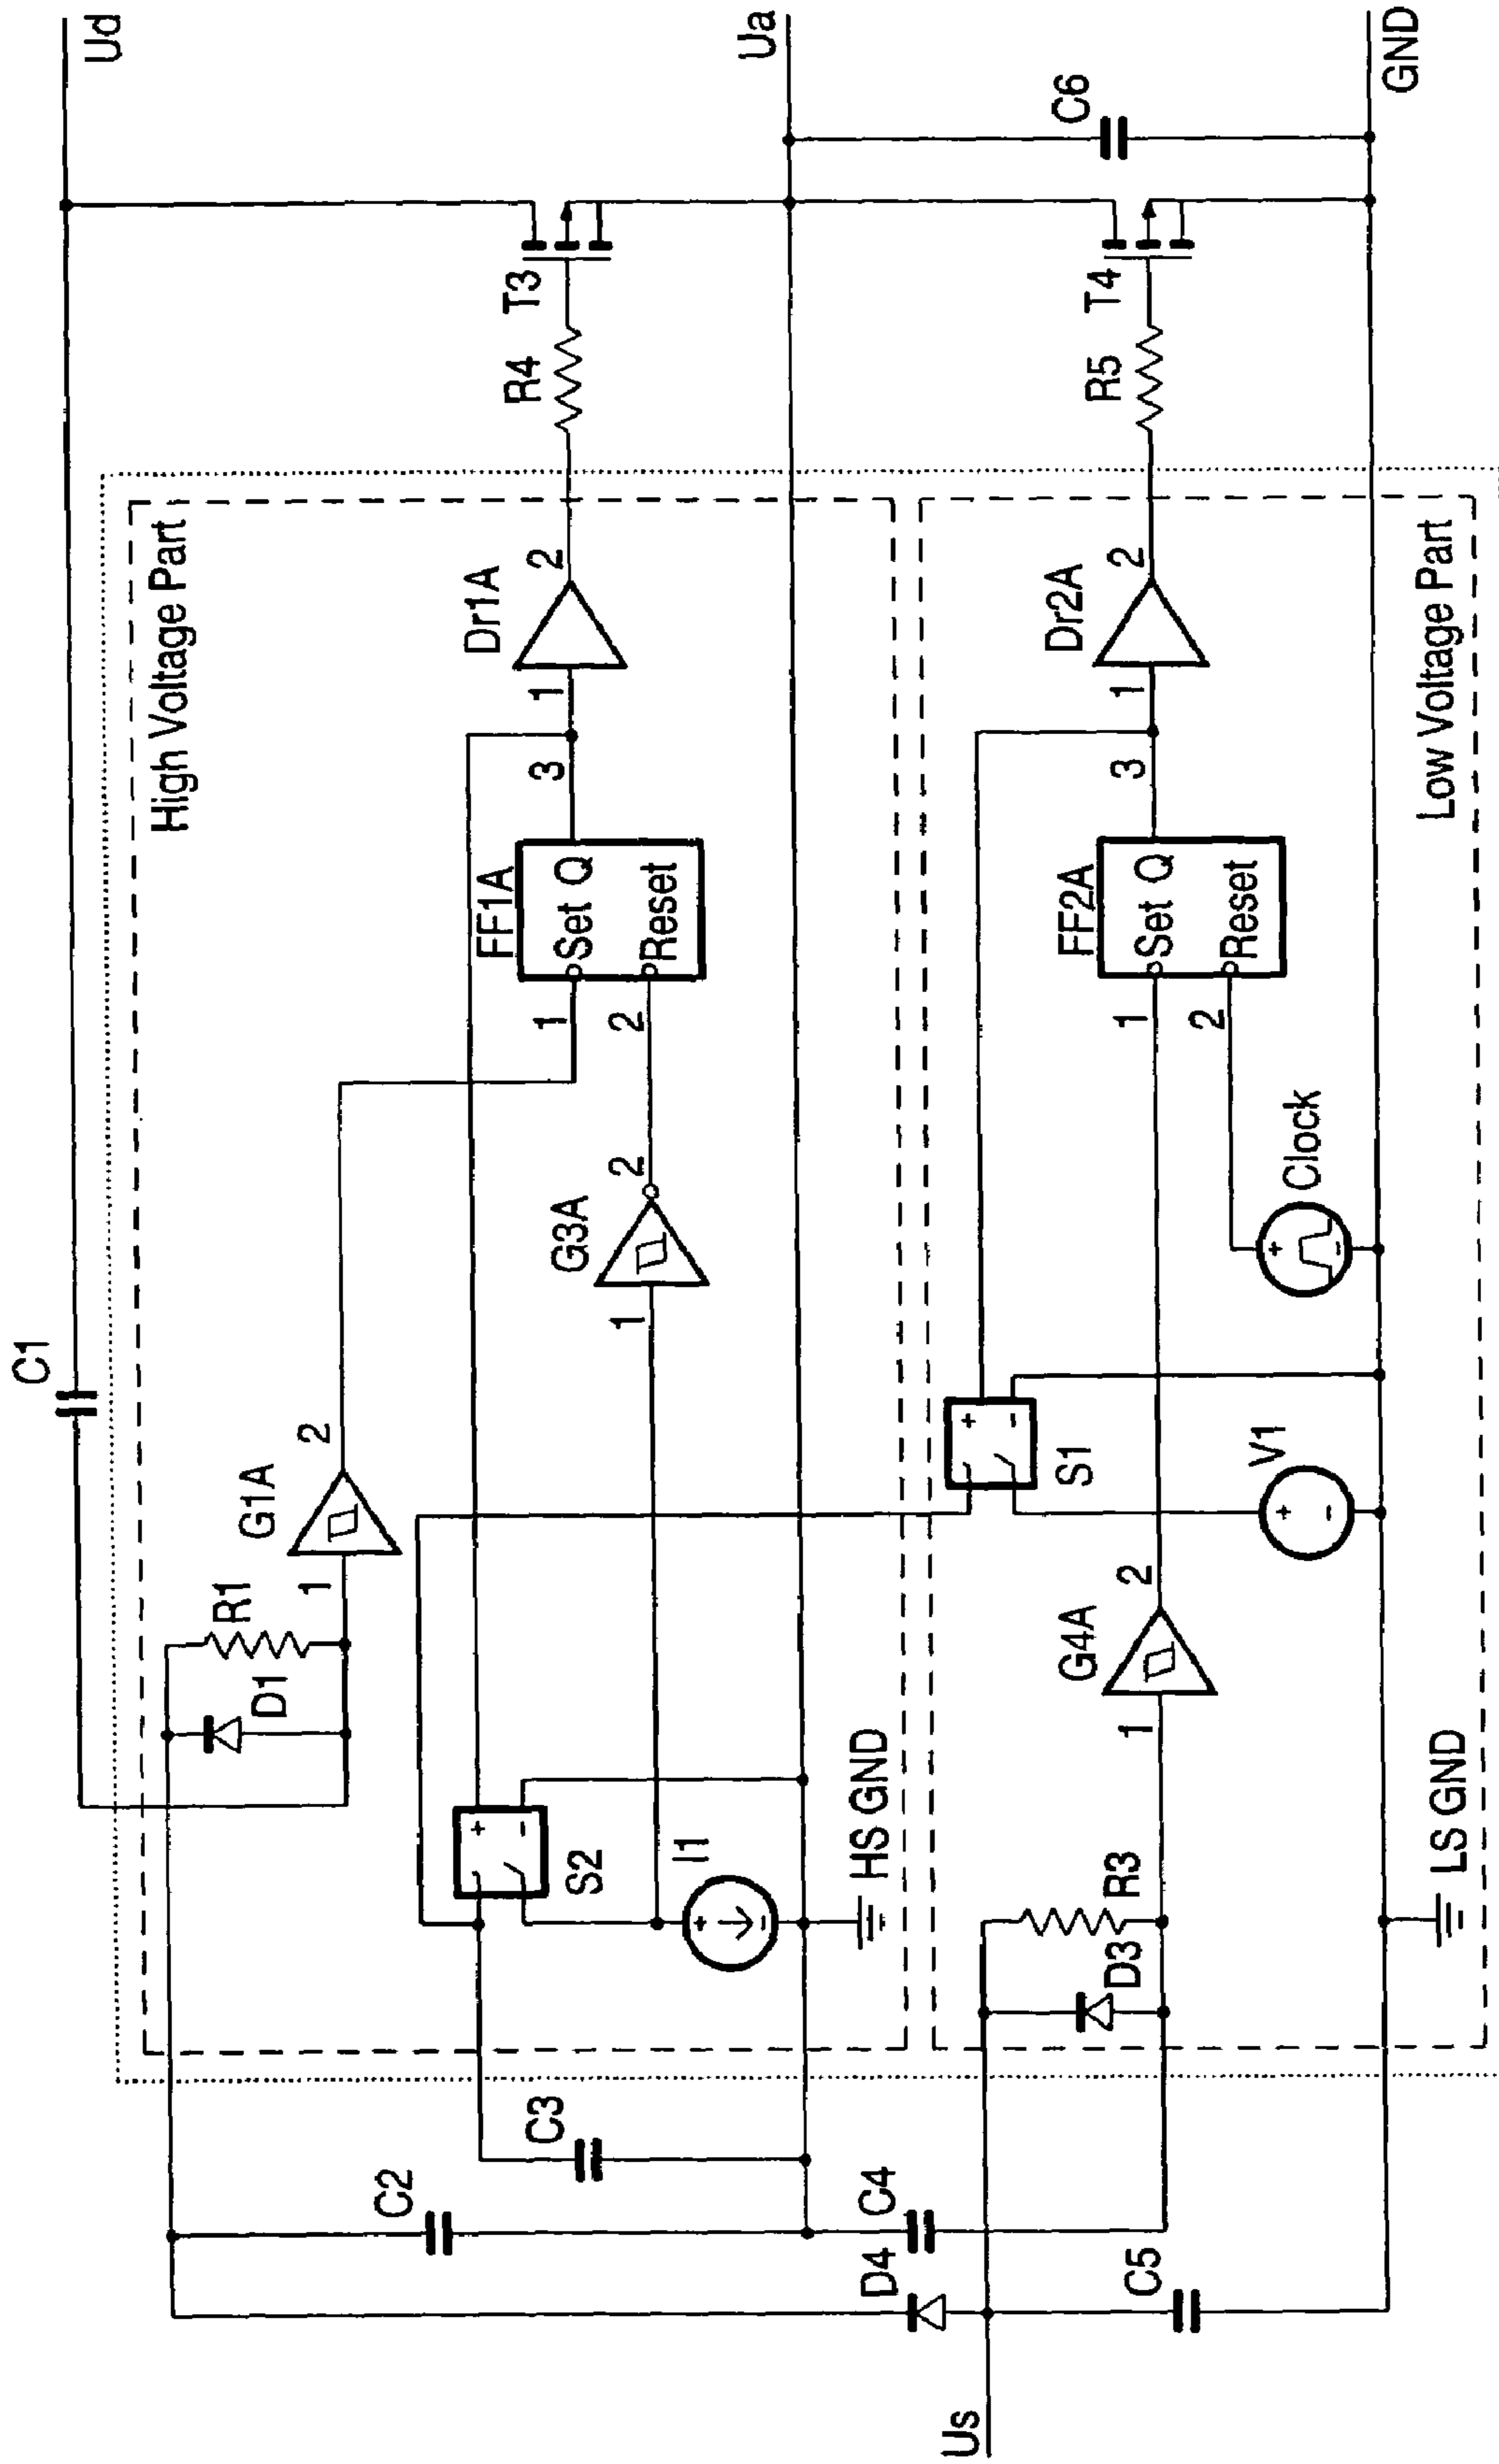 Ud
C1
High Voltage Part
G1A
R1
D1
1
2
FF1A
Set Q
Reset
1
2
3
Dr1A
1
2
R4
T3
G3A
1
2
+
-
S2
I1
+
-
HS GND
C2
C3
Ua
C6
C4
D4
Us
C5
D3
R3
G4A
1
2
+
-
S1
V1
+
-
Clock
+
-
FF2A
Set Q
Reset
1
2
3
Dr2A
1
2
R5
T4
Low Voltage Part
LS GND
GND